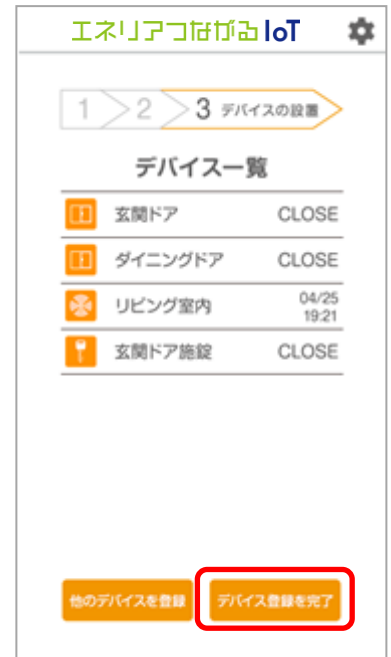 エネリアつながるIoT
1 2 3 デバイスの設置
デバイス一覧
玄関ドア CLOSE
ダイニングドア CLOSE
リビング室内 04/25
19:21
玄関ドア施錠 CLOSE
他のデバイスを登録 デバイス登録を完了